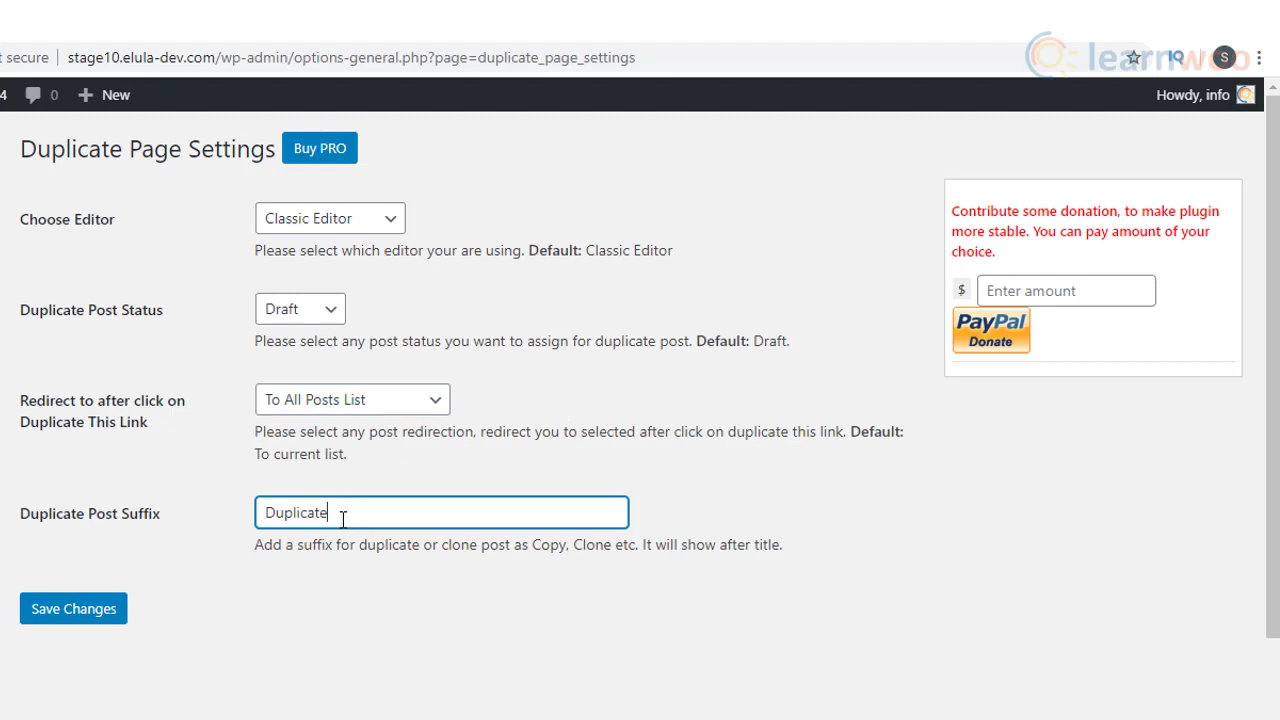 t secure stage10.elula-dev.com/wp-admin/options-general.php?page=duplicate_page_settings
learnwoo
IQ
S
4 0 New
Howdy, info
Duplicate Page Settings
Buy PRO
Choose Editor
Classic Editor
Please select which editor your are using. Default: Classic Editor
Duplicate Post Status
Draft
Please select any post status you want to assign for duplicate post. Default: Draft.
Redirect to after click on
Duplicate This Link
To All Posts List
Please select any post redirection, redirect you to selected after click on duplicate this link. Default:
To current list.
Duplicate Post Suffix
Duplicate
Add a suffix for duplicate or clone post as Copy, Clone etc. It will show after title.
Save Changes
Contribute some donation, to make plugin
more stable. You can pay amount of your
choice.
$ Enter amount
PayPal
Donate